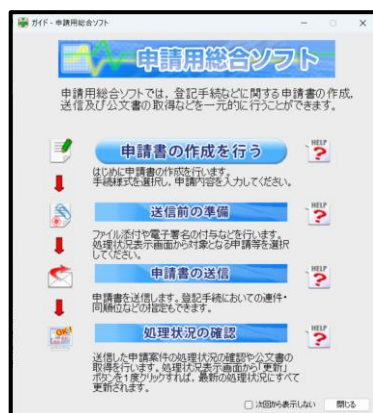 ガイド - 申請用総合ソフト
申請用総合ソフト
申請用総合ソフトでは、登記手続などに関する申請書の作成、
送信及び公文書の取得などを一元的に行うことができます。
申請書の作成を行う
HELP
?
はじめに申請書の作成を行います。
手続様式を選択し、申請内容を入力してください。
送信前の準備
HELP
?
ファイル添付や電子署名の付与などを行います。
処理状況表示画面から対象となる申請等を選択
してください。
申請書の送信
HELP
?
申請書を送信します。登記手続においての連件・
同順位などの指定もできます。
OK!
処理状況の確認
HELP
?
送信した申請案件の処理状況の確認や公文書の
取得を行います。処理状況表示画面から「更新」
ボタンを1度クリックすれば、最新の処理状況にすべて
更新されます。
次回から表示しない
閉じる